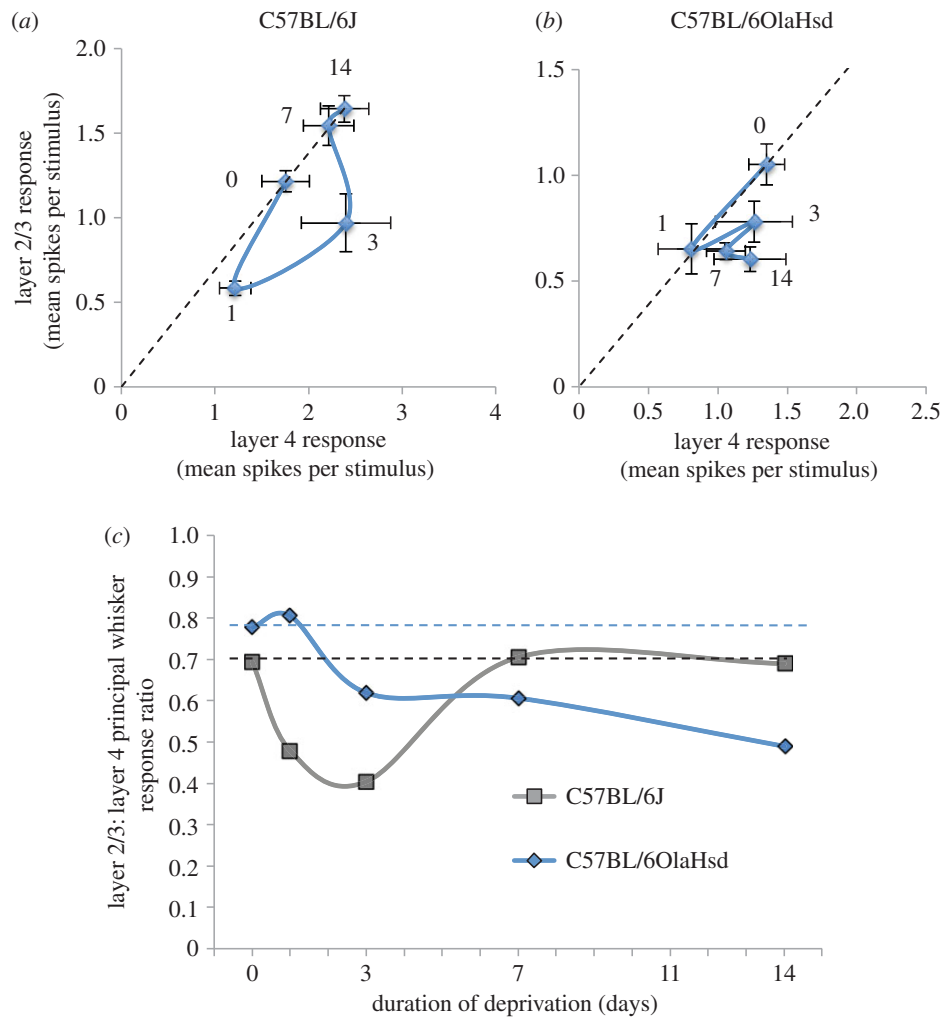 (a) C57BL/6J
(b) C57BL/6OlaHsd
layer 2/3 response
(mean spikes per stimulus)
2.0
1.5
1.0
0.5
0
14
7
0
3
1
0 1 2 3 4
layer 4 response
(mean spikes per stimulus)
1.5
1.0
0.5
0
0
1
3
7
14
0 0.5 1.0 1.5 2.0 2.5
layer 4 response
(mean spikes per stimulus)
(c)
layer 2/3: layer 4 principal whisker
response ratio
1.0
0.9
0.8
0.7
0.6
0.5
0.4
0.3
0.2
0.1
0
C57BL/6J
C57BL/6OlaHsd
0 3 7 11 14
duration of deprivation (days)